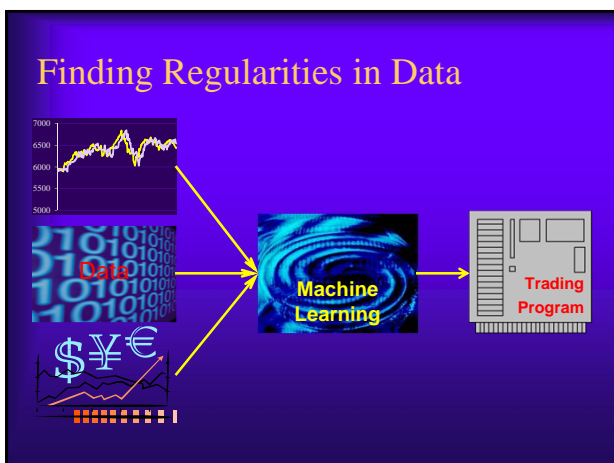 Finding Regularities in Data
7000
6500
6000
5500
5000
Data
$¥€
Machine
Learning
Trading
Program